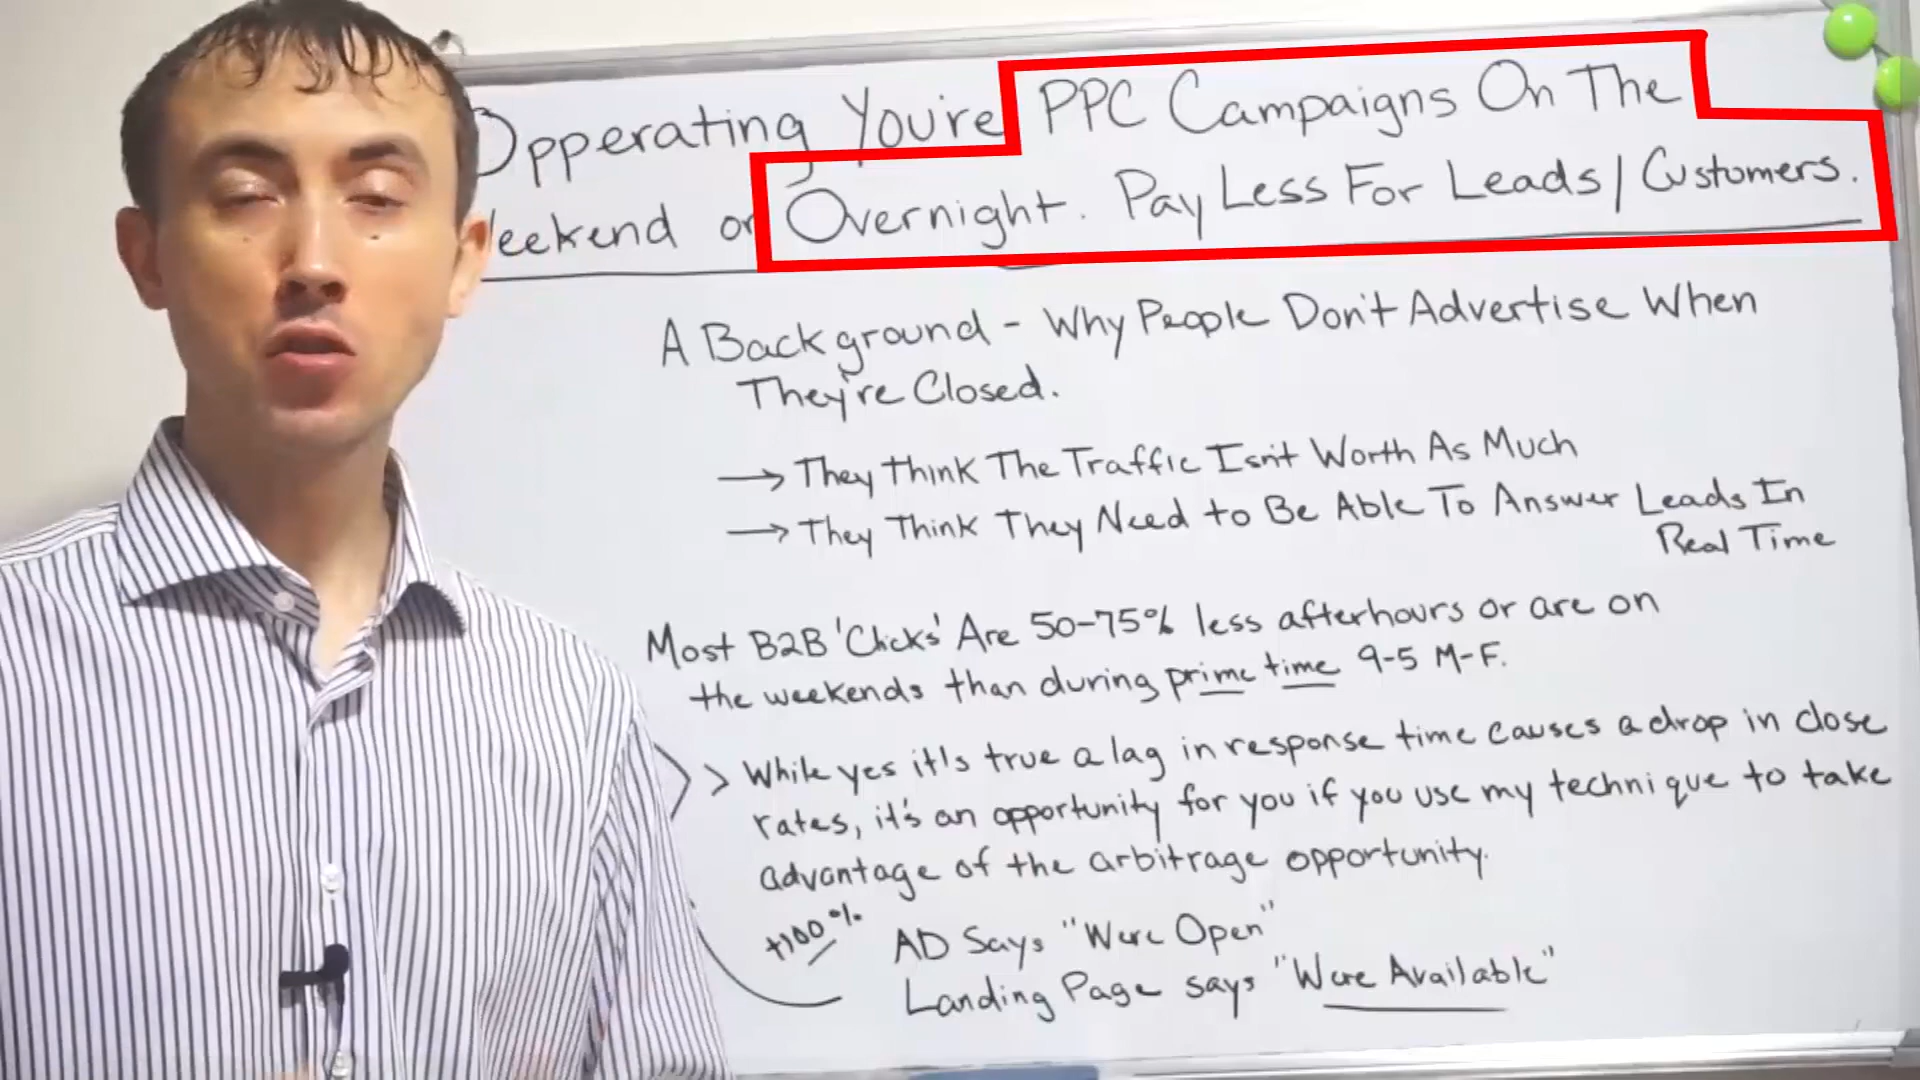 Opperating You're PPC Campaigns On The
eekend or Overnight. Pay Less For Leads/Customers.
A Background - Why People Don't Advertise When
They're Closed.
→ They Think The Traffic Isn't Worth As Much
→ They Think They Need to Be Able To Answer Leads In
Real Time
Most B2B 'Clicks' Are 50-75% less afterhours or are on
the weekends than during prime time 9-5 M-F.
> While yes it's true a lag in response time causes a drop in close
rates, it's an opportunity for you if you use my technique to take
advantage of the arbitrage opportunity.
+100% AD Says "We're Open"
Landing Page says "We're Available"